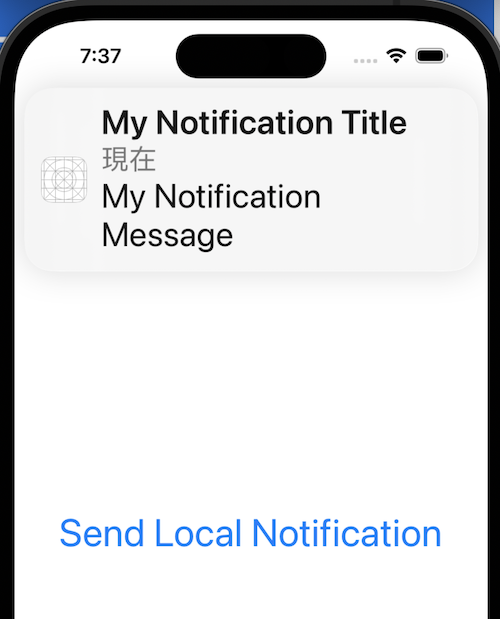 7:37
My Notification Title
現在
My Notification
Message
Send Local Notification